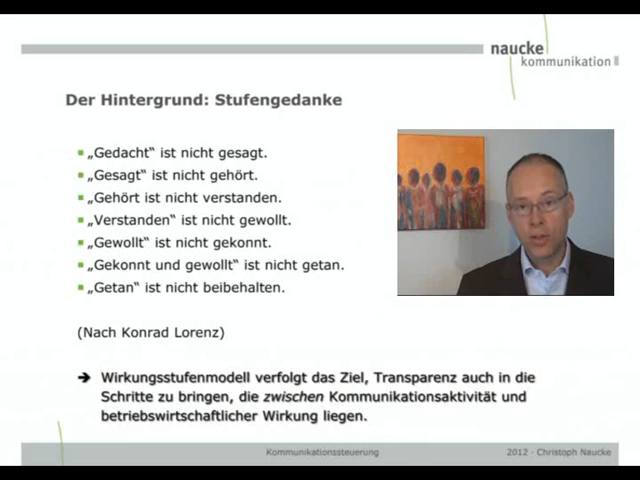 naucke
kommunikation
Der Hintergrund: Stufengedanke
„Gedacht“ ist nicht gesagt.
„Gesagt“ ist nicht gehört.
„Gehört ist nicht verstanden.
„Verstanden“ ist nicht gewollt.
„Gewollt“ ist nicht gekonnt.
„Gekonnt und gewollt“ ist nicht getan.
„Getan“ ist nicht beibehalten.
(Nach Konrad Lorenz)
➔ Wirkungsstufenmodell verfolgt das Ziel, Transparenz auch in die
Schritte zu bringen, die zwischen Kommunikationsaktivität und
betriebswirtschaftlicher Wirkung liegen.
Kommunikationssteuerung
2012 - Christoph Naucke